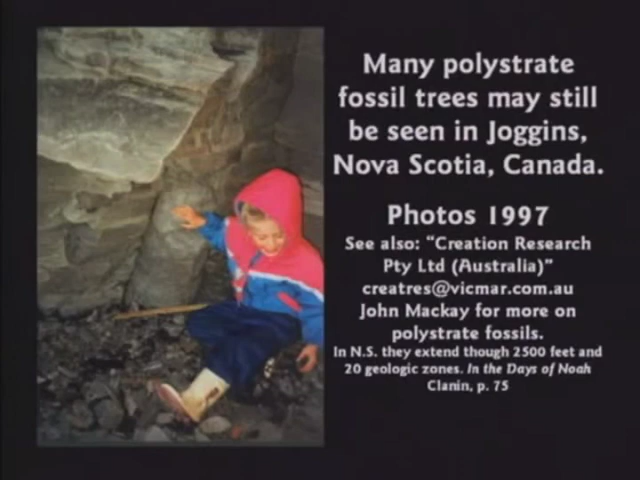 Many polystrate
fossil trees may still
be seen in Joggins,
Nova Scotia, Canada.
Photos 1997
See also: "Creation Research
Pty Ltd (Australia)"
creatres@vicmar.com.au
John Mackay for more on
polystrate fossils.
In N.S. they extend though 2500 feet and
20 geologic zones. In the Days of Noah
Clanin, p. 75